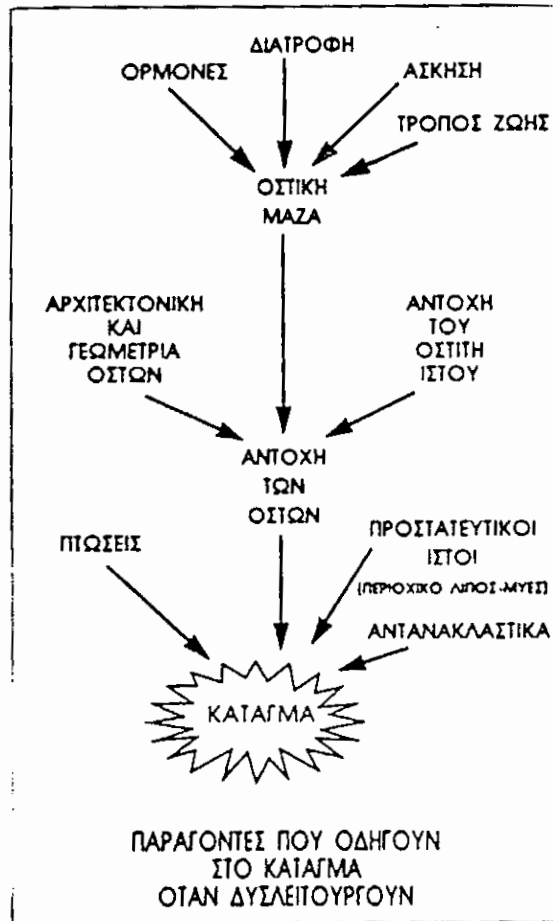 ΔΙΑΤΡΟΦΗ
ΟΡΜΟΝΕΣ
ΑΣΚΗΣΗ
ΤΡΟΠΟΣ ΖΩΗΣ
ΟΣΤΙΚΗ
ΜΑΖΑ
ΑΡΧΙΤΕΚΤΟΝΙΚΗ
ΚΑΙ
ΓΕΩΜΕΤΡΙΑ
ΟΣΤΩΝ
ΑΝΤΟΧΗ
ΤΟΥ
ΟΣΤΙΤΗ
ΙΣΤΟΥ
ΑΝΤΟΧΗ
ΤΩΝ
ΟΣΤΩΝ
ΠΤΩΣΕΙΣ
ΠΡΟΣΤΑΤΕΥΤΙΚΟΙ
ΙΣΤΟΙ
(ΠΕΡΙΟΧΙΚΟ ΛΙΠΟΣ-ΜΥΕΣ)
ΑΝΤΑΝΑΚΛΑΣΤΙΚΑ
ΚΑΤΑΓΜΑ
ΠΑΡΑΓΟΝΤΕΣ ΠΟΥ ΟΔΗΓΟΥΝ
ΣΤΟ ΚΑΤΑΓΜΑ
ΟΤΑΝ ΔΥΣΛΕΙΤΟΥΡΓΟΥΝ